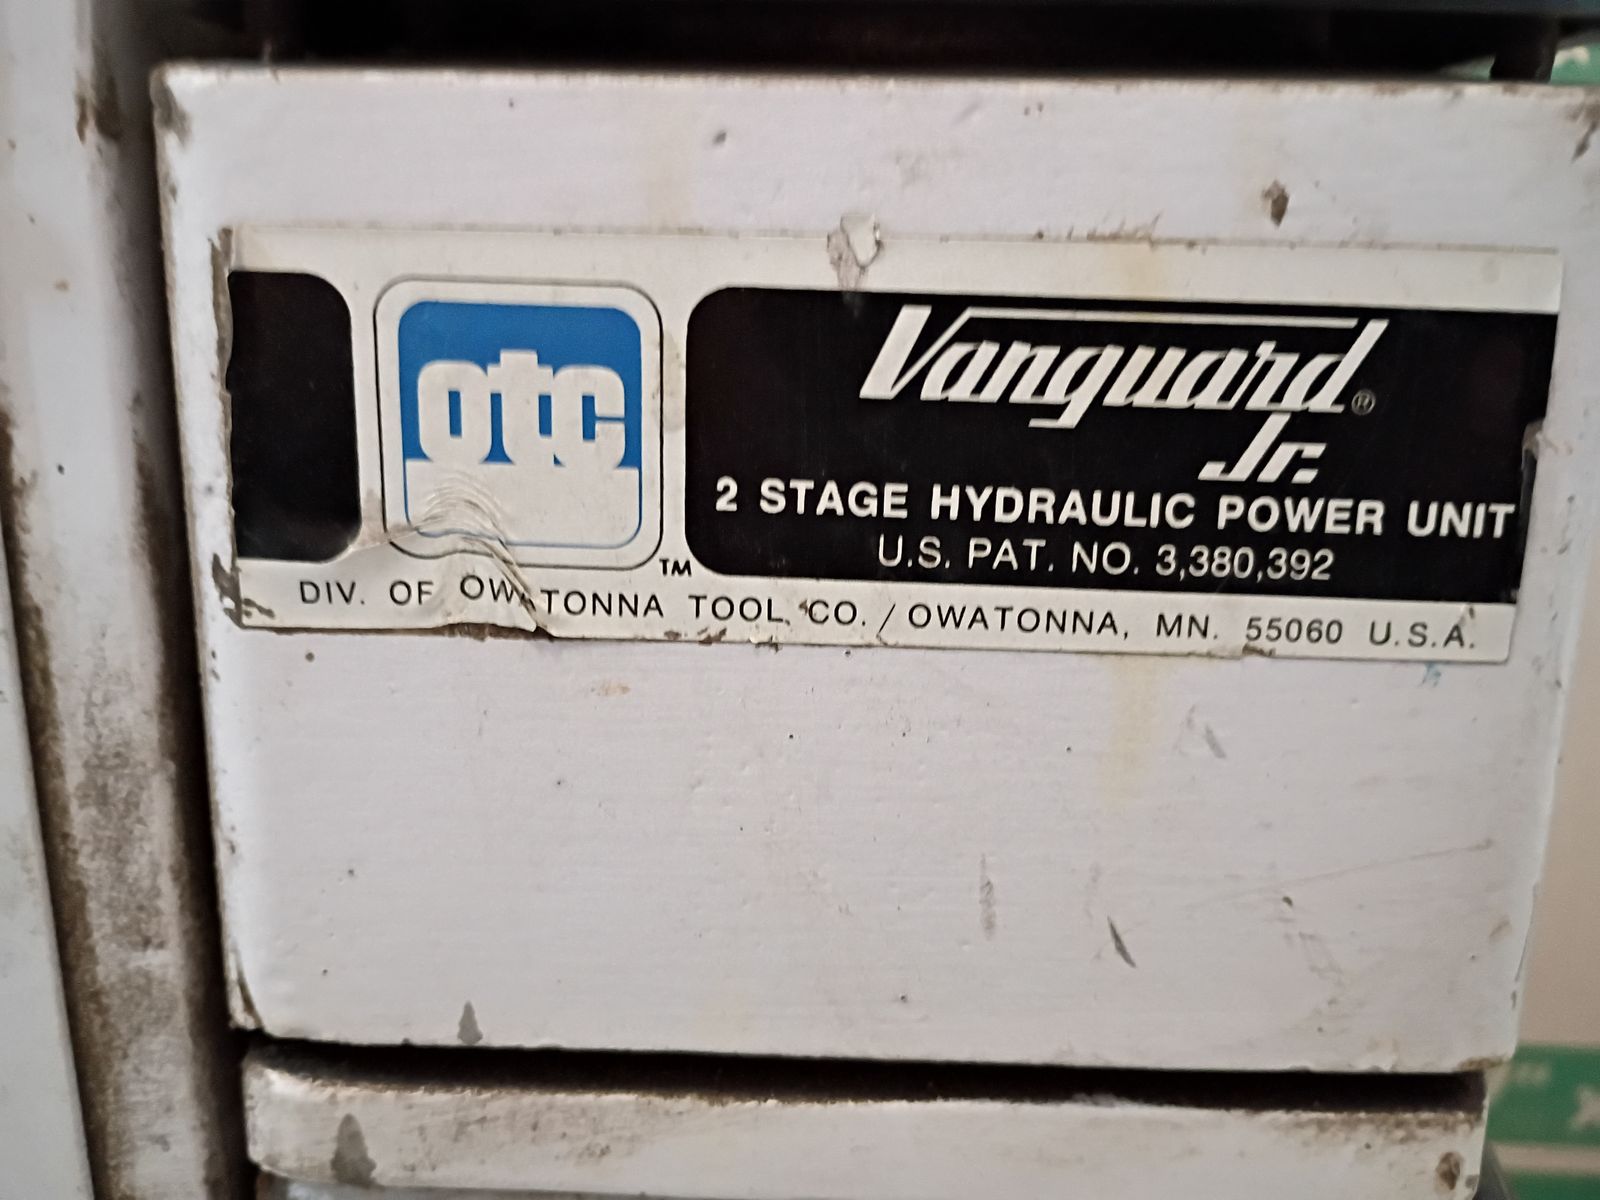 otc
TM
Vanguard®
Jr.
2 STAGE HYDRAULIC POWER UNIT
U.S. PAT. NO. 3,380,392
DIV. OF OWATONNA TOOL CO. / OWATONNA, MN. 55060 U.S.A.